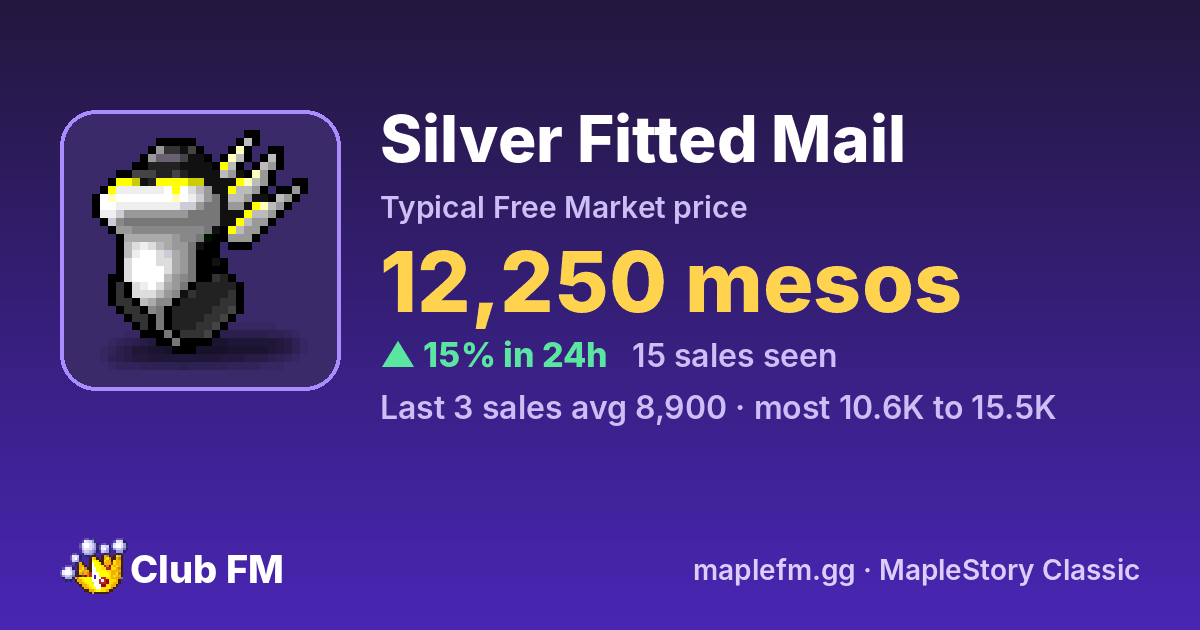 Silver Fitted Mail
Typical Free Market price
12,250 mesos
▲ 15% in 24h 15 sales seen
Last 3 sales avg 8,900 · most 10.6K to 15.5K
Club FM
maplefm.gg · MapleStory Classic